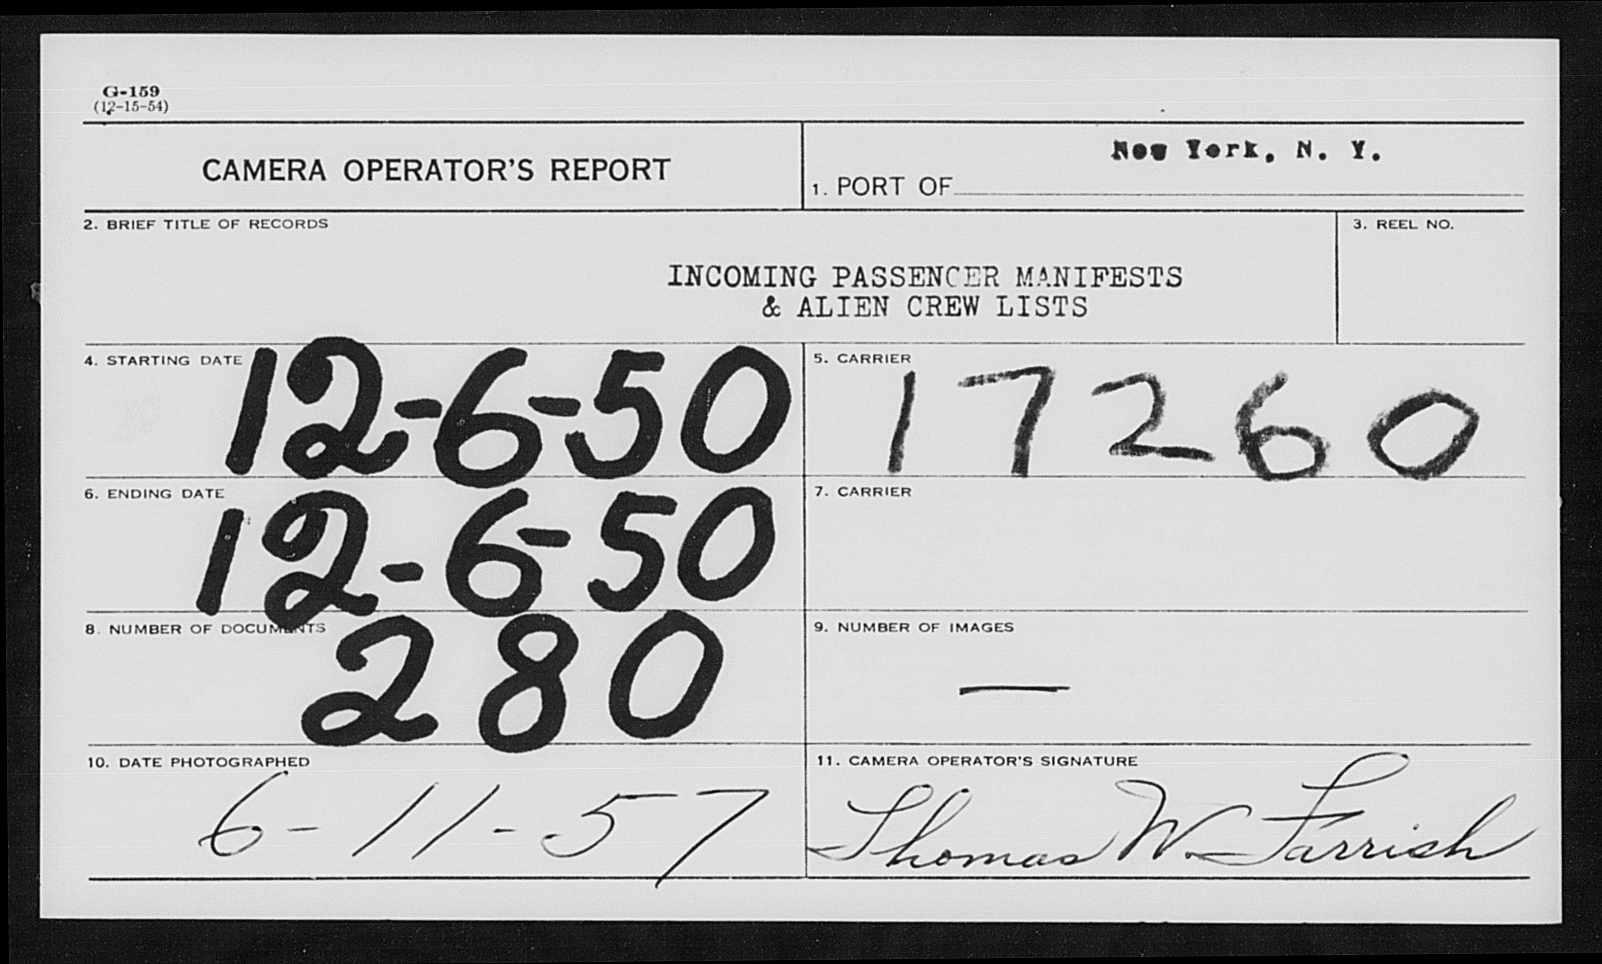 G-159
(12-15-54)
CAMERA OPERATOR'S REPORT
New York, N. Y.
1. PORT OF
2. BRIEF TITLE OF RECORDS
3. REEL NO.
INCOMING PASSENGER MANIFESTS
& ALIEN CREW LISTS
4. STARTING DATE 12-6-50
5. CARRIER 17260
6. ENDING DATE 12-6-50
7. CARRIER
8. NUMBER OF DOCUMENTS 280
9. NUMBER OF IMAGES —
10. DATE PHOTOGRAPHED
6-11-57
11. CAMERA OPERATOR'S SIGNATURE
Thomas W. Farrish